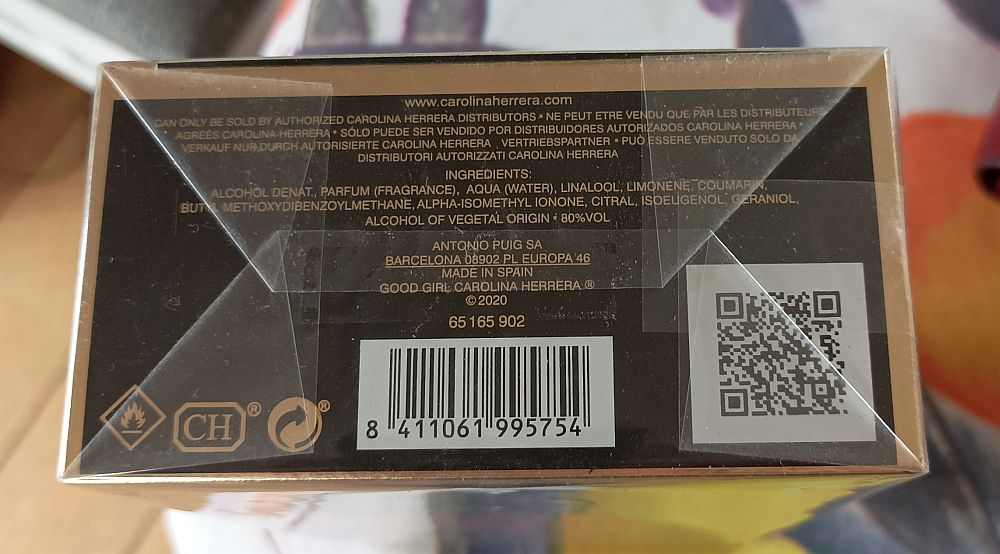 www.carolinaherrera.com
CAN ONLY BE SOLD BY AUTHORIZED CAROLINA HERRERA DISTRIBUTORS • NE PEUT ETRE VENDU QUE PAR LES DISTRIBUTEURS
AGRÉÉS CAROLINA HERRERA • SÓLO PUEDE SER VENDIDO POR DISTRIBUIDORES AUTORIZADOS CAROLINA HERRERA •
VERKAUF NUR DURCH AUTORISIERTE CAROLINA HERRERA VERTRIEBSPARTNER • PUÒ ESSERE VENDUTO SOLO DA
DISTRIBUTORI AUTORIZZATI CAROLINA HERRERA
INGREDIENTS:
ALCOHOL DENAT, PARFUM (FRAGRANCE), AQUA (WATER), LINALOOL, LIMONENE, COUMARIN,
BUTYL METHOXYDIBENZOYLMETHANE, ALPHA-ISOMETHYL IONONE, CITRAL, ISOEUGENOL, GERANIOL,
ALCOHOL OF VEGETAL ORIGIN • 80%VOL
ANTONIO PUIG SA
BARCELONA 08902 PL EUROPA 46
MADE IN SPAIN
GOOD GIRL CAROLINA HERRERA ®
©2020
65165902
8 411061 995754
CH ® ®